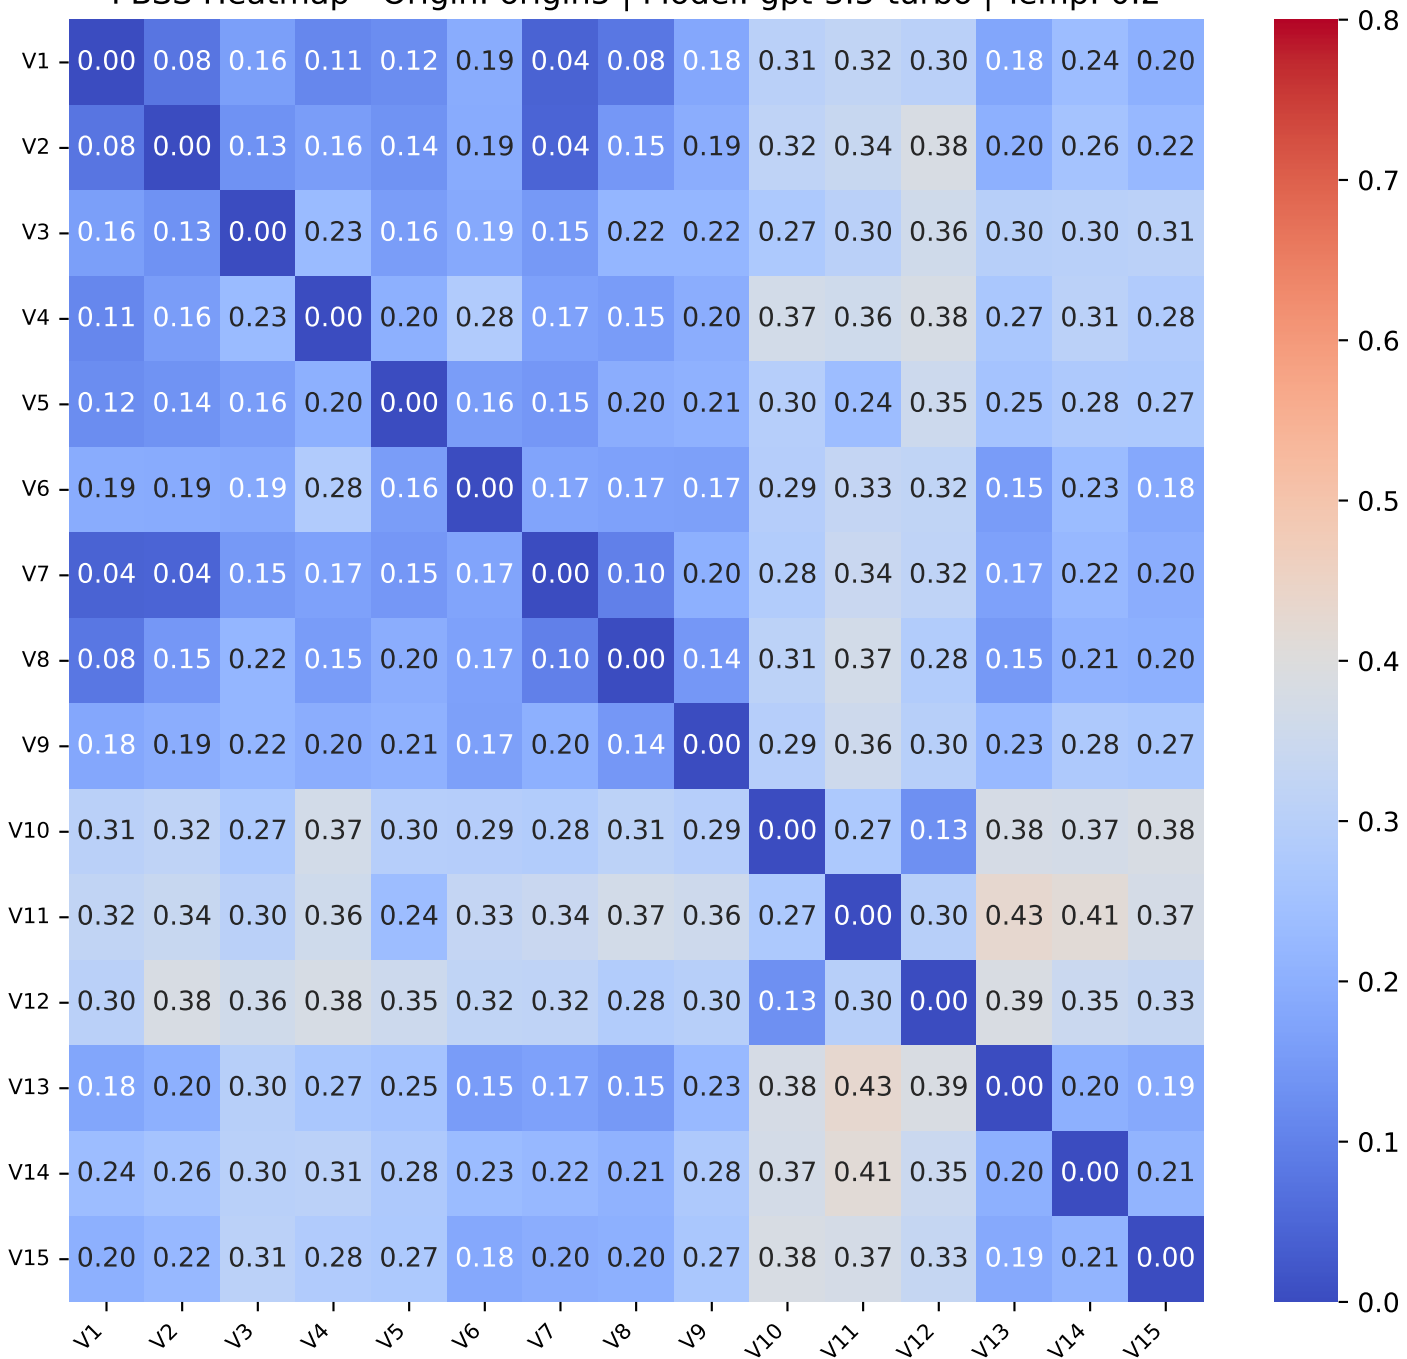 PBSS Heatmap - Origin: origin3 | Model: gpt-3.5-turbo | Temp: 0.2
V1 0.00 0.08 0.16 0.11 0.12 0.19 0.04 0.08 0.18 0.31 0.32 0.30 0.18 0.24 0.20
V2 0.08 0.00 0.13 0.16 0.14 0.19 0.04 0.15 0.19 0.32 0.34 0.38 0.20 0.26 0.22
V3 0.16 0.13 0.00 0.23 0.16 0.19 0.15 0.22 0.22 0.27 0.30 0.36 0.30 0.30 0.31
V4 0.11 0.16 0.23 0.00 0.20 0.28 0.17 0.15 0.20 0.37 0.36 0.38 0.27 0.31 0.28
V5 0.12 0.14 0.16 0.20 0.00 0.16 0.15 0.20 0.21 0.30 0.24 0.35 0.25 0.28 0.27
V6 0.19 0.19 0.19 0.28 0.16 0.00 0.17 0.17 0.17 0.29 0.33 0.32 0.15 0.23 0.18
V7 0.04 0.04 0.15 0.17 0.15 0.17 0.00 0.10 0.20 0.28 0.34 0.32 0.17 0.22 0.20
V8 0.08 0.15 0.22 0.15 0.20 0.17 0.10 0.00 0.14 0.31 0.37 0.28 0.15 0.21 0.20
V9 0.18 0.19 0.22 0.20 0.21 0.17 0.20 0.14 0.00 0.29 0.36 0.30 0.23 0.28 0.27
V10 0.31 0.32 0.27 0.37 0.30 0.29 0.28 0.31 0.29 0.00 0.27 0.13 0.38 0.37 0.38
V11 0.32 0.34 0.30 0.36 0.24 0.33 0.34 0.37 0.36 0.27 0.00 0.30 0.43 0.41 0.37
V12 0.30 0.38 0.36 0.38 0.35 0.32 0.32 0.28 0.30 0.13 0.30 0.00 0.39 0.35 0.33
V13 0.18 0.20 0.30 0.27 0.25 0.15 0.17 0.15 0.23 0.38 0.43 0.39 0.00 0.20 0.19
V14 0.24 0.26 0.30 0.31 0.28 0.23 0.22 0.21 0.28 0.37 0.41 0.35 0.20 0.00 0.21
V15 0.20 0.22 0.31 0.28 0.27 0.18 0.20 0.20 0.27 0.38 0.37 0.33 0.19 0.21 0.00
V1 V2 V3 V4 V5 V6 V7 V8 V9 V10 V11 V12 V13 V14 V15
0.8
0.7
0.6
0.5
0.4
0.3
0.2
0.1
0.0